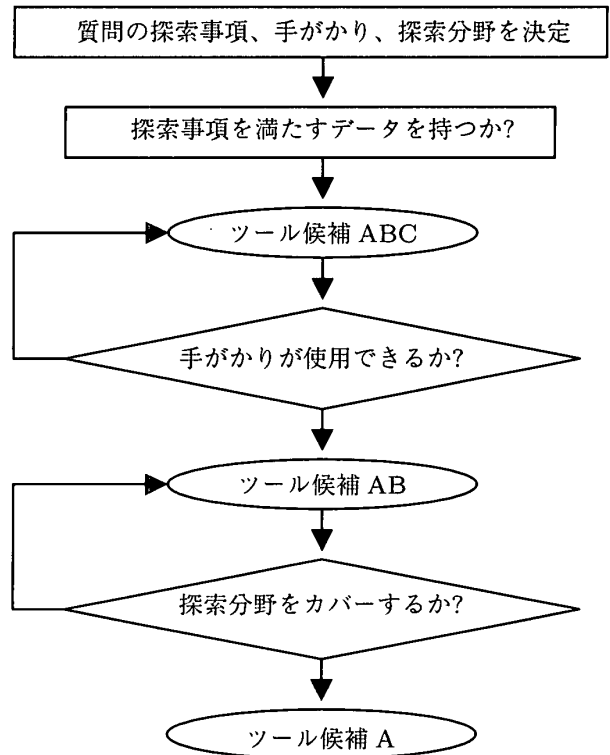 質問の探索事項、手がかり、探索分野を決定
探索事項を満たすデータを持つか?
ツール候補 ABC
手がかりが使用できるか?
ツール候補 AB
探索分野をカバーするか?
ツール候補 A